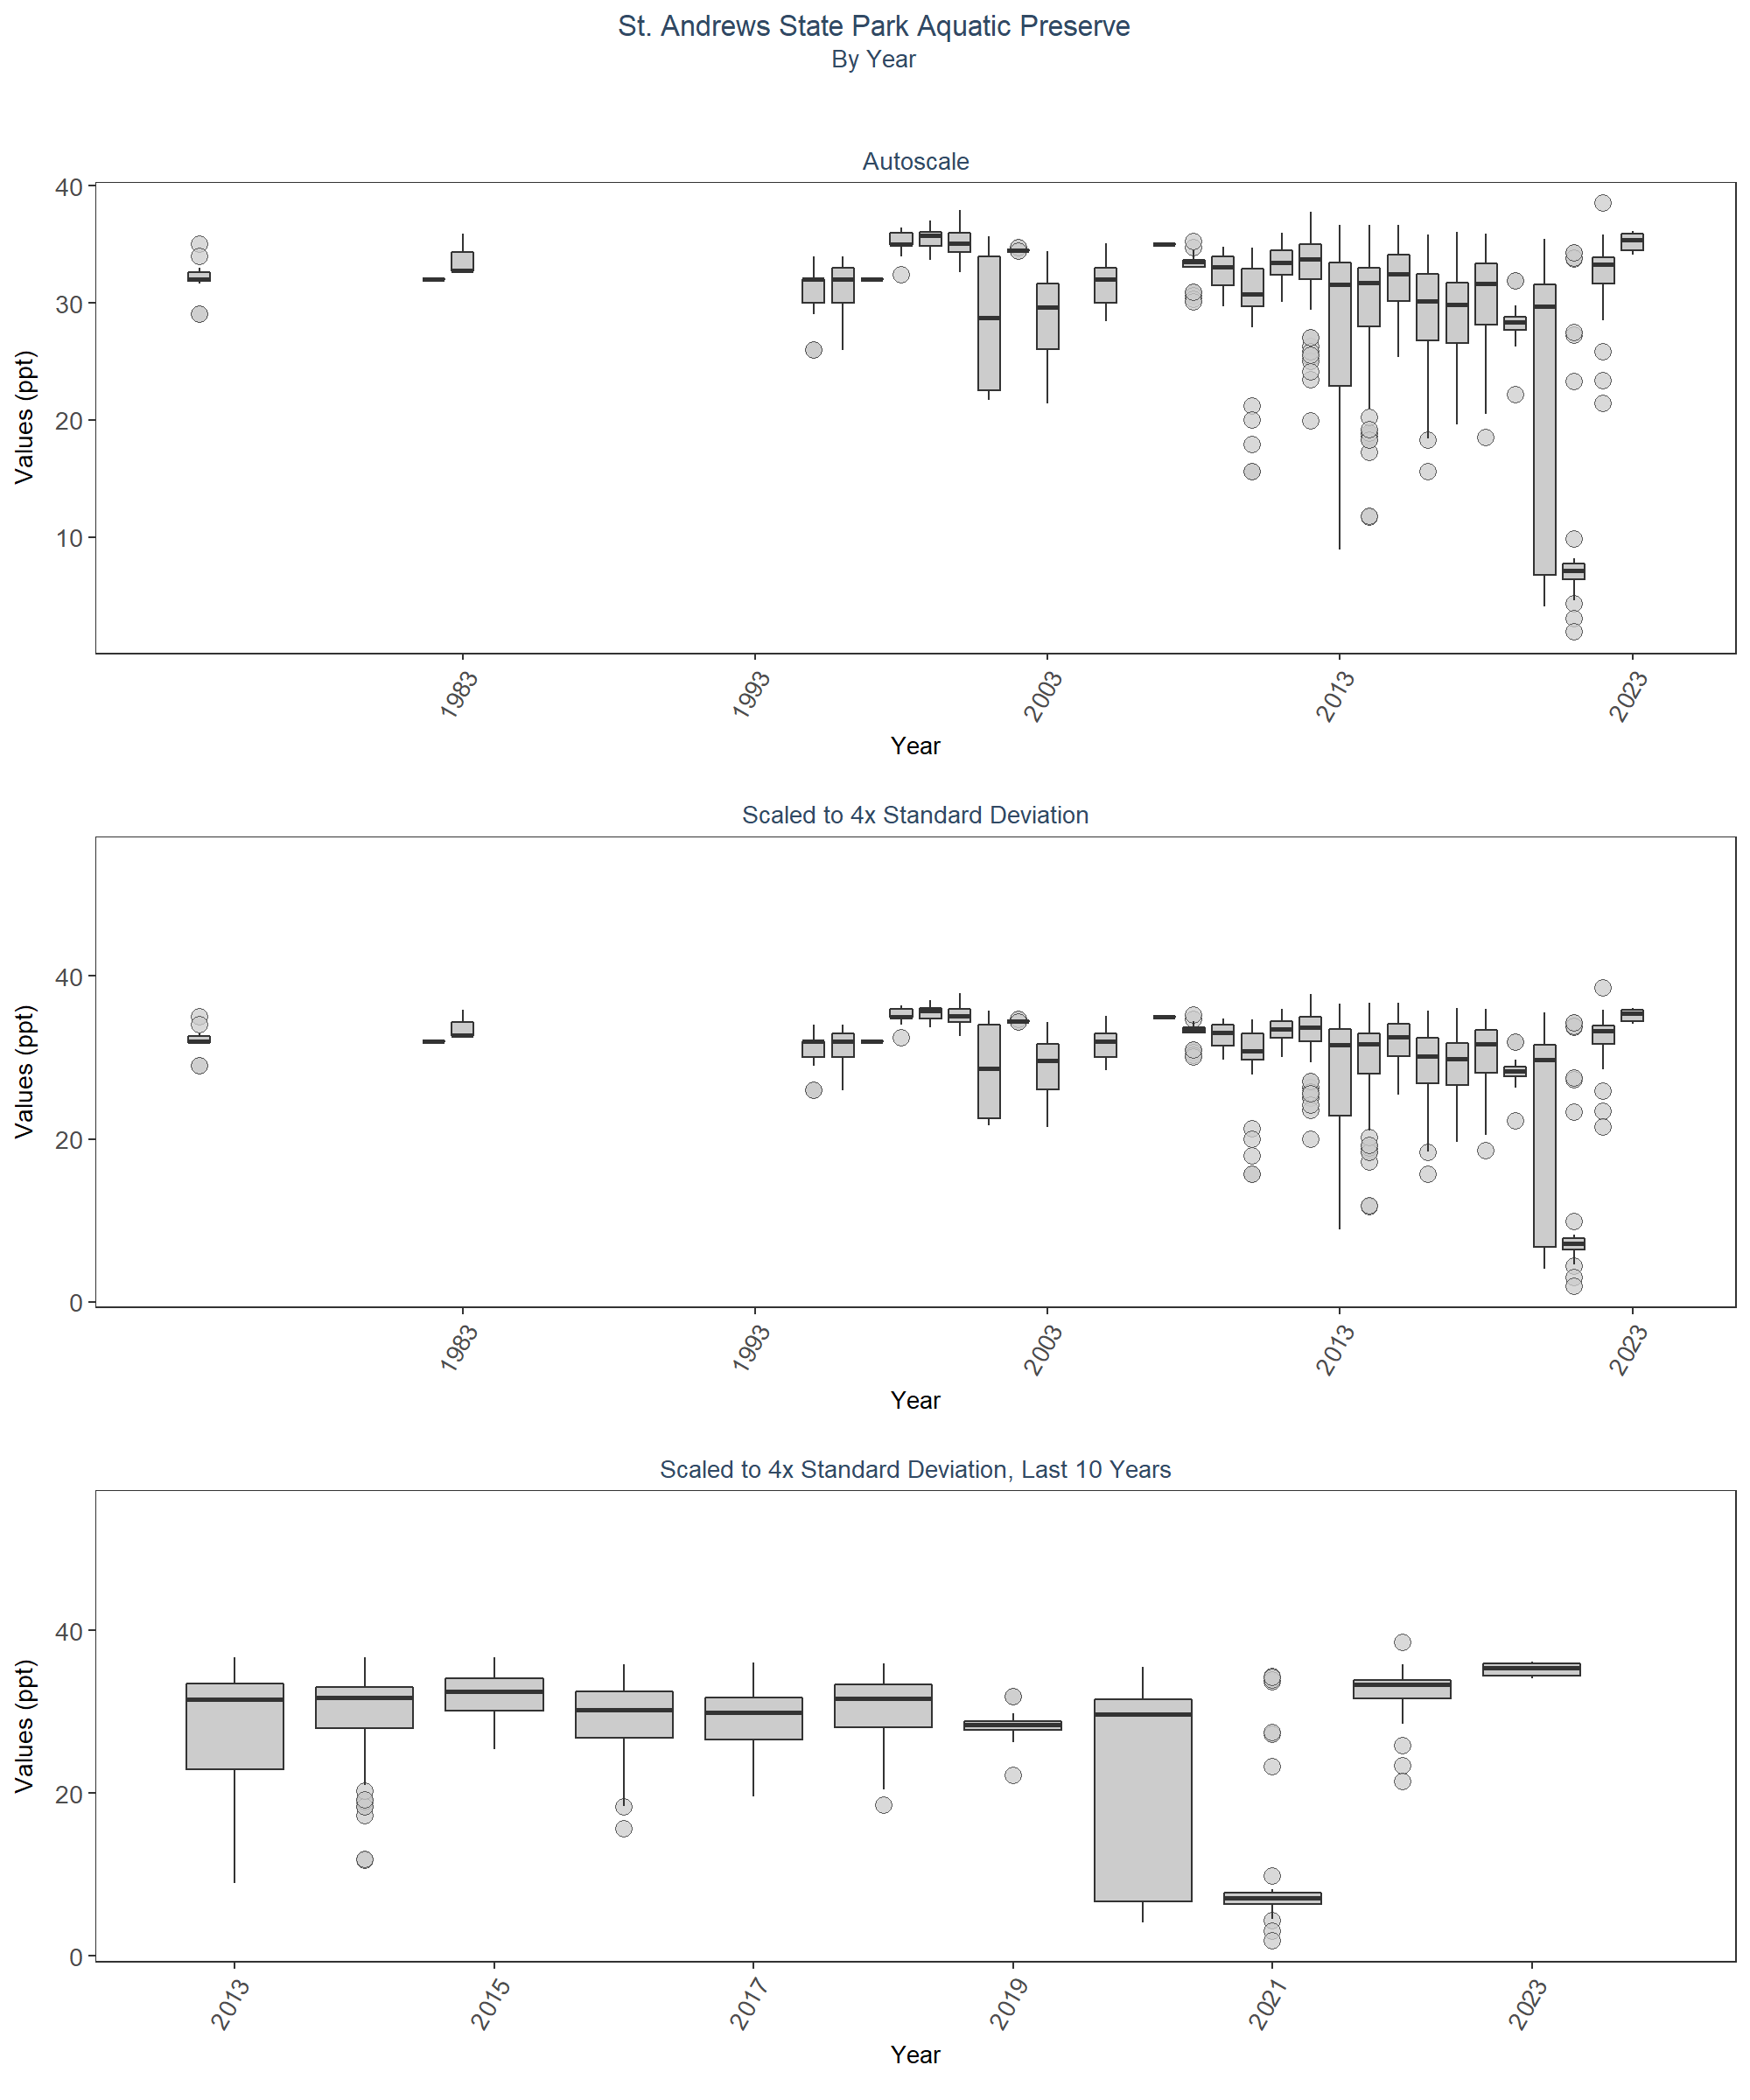 St. Andrews State Park Aquatic Preserve
By Year
Autoscale
40
30
20
10
Values (ppt)
1983
1993
2003
2013
2023
Year
Scaled to 4x Standard Deviation
40
20
0
Values (ppt)
1983
1993
2003
2013
2023
Year
Scaled to 4x Standard Deviation, Last 10 Years
40
20
0
Values (ppt)
2013
2015
2017
2019
2021
2023
Year